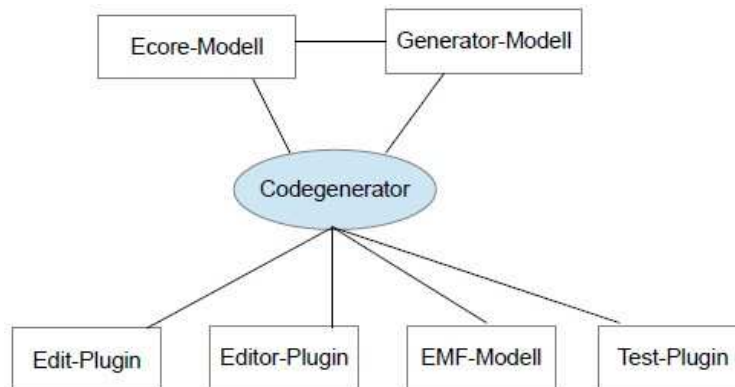 Ecore-Modell
Generator-Modell
Codegenerator
Edit-Plugin
Editor-Plugin
EMF-Modell
Test-Plugin